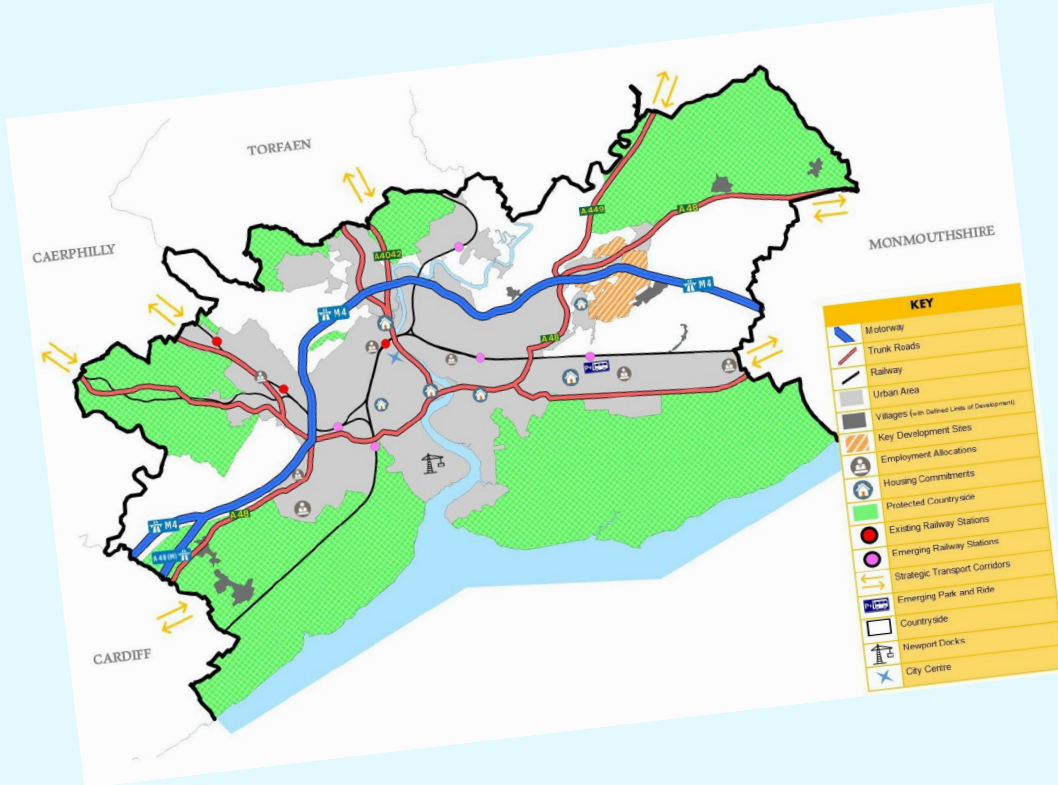 TORFAEN
CAERPHILLY
MONMOUTHSHIRE
CARDIFF
A449
A48
A4042
M4
M4
A48
M4
A48
A48(M)
P+
KEY
Motorway
Trunk Roads
Railway
Urban Area
Villages (with Defined Limits of Development)
Key Development Sites
Employment Allocations
Housing Commitments
Protected Countryside
Existing Railway Stations
Emerging Railway Stations
Strategic Transport Corridors
P+ Emerging Park and Ride
Countryside
Newport Docks
City Centre